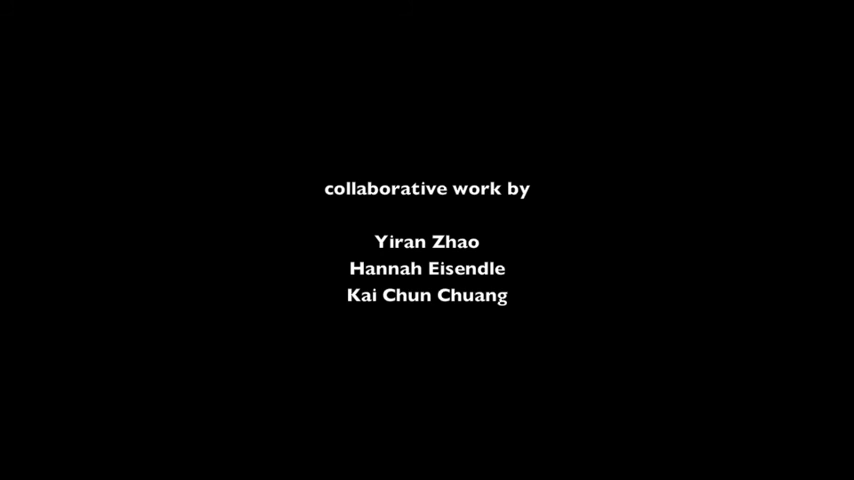 collaborative work by
Yiran Zhao
Hannah Eisendle
Kai Chun Chuang